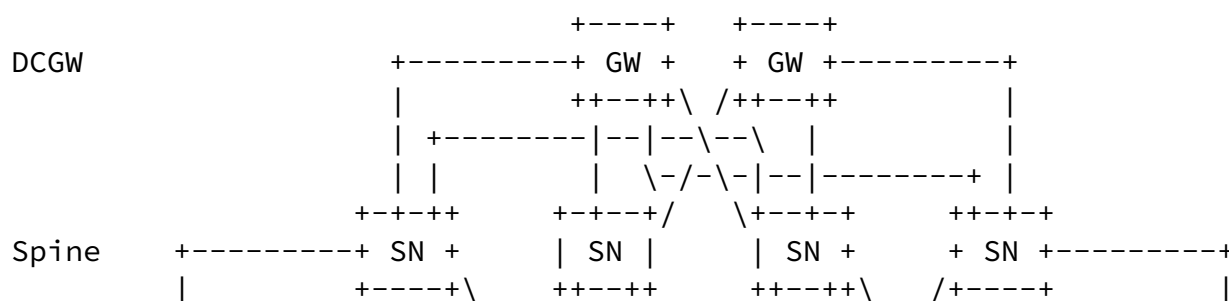 +----+   +----+
DCGW                 +---------+ GW +   + GW +---------+
                     |         ++--++\ /++--++         |
                     | +--------|--|--\--\  |          |
                     | |        |  \-/-\-|--|--------+ |
                   +-+-++     +-+--+/   \+--+-+     ++-+-+
Spine    +---------+ SN +     | SN |     | SN +     + SN +---------+
         |         +----+\    ++--++     ++--++\   /+----+         |